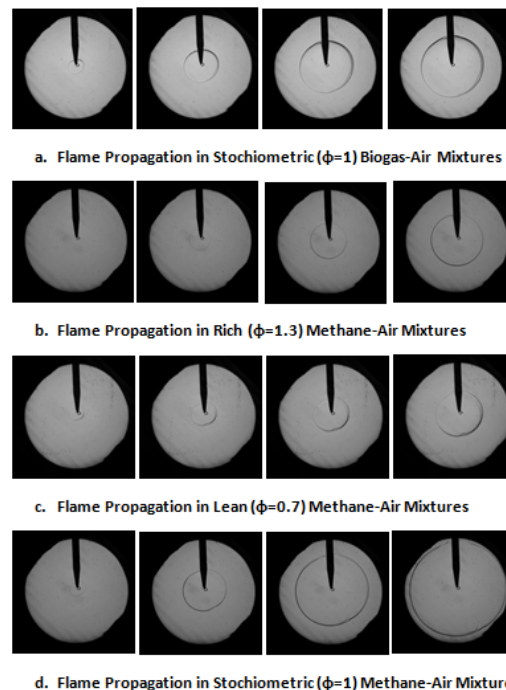 a. Flame Propagation in Stochiometric (ϕ=1) Biogas-Air Mixtures
b. Flame Propagation in Rich (ϕ=1.3) Methane-Air Mixtures
c. Flame Propagation in Lean (ϕ=0.7) Methane-Air Mixtures
d. Flame Propagation in Stochiometric (ϕ=1) Methane-Air